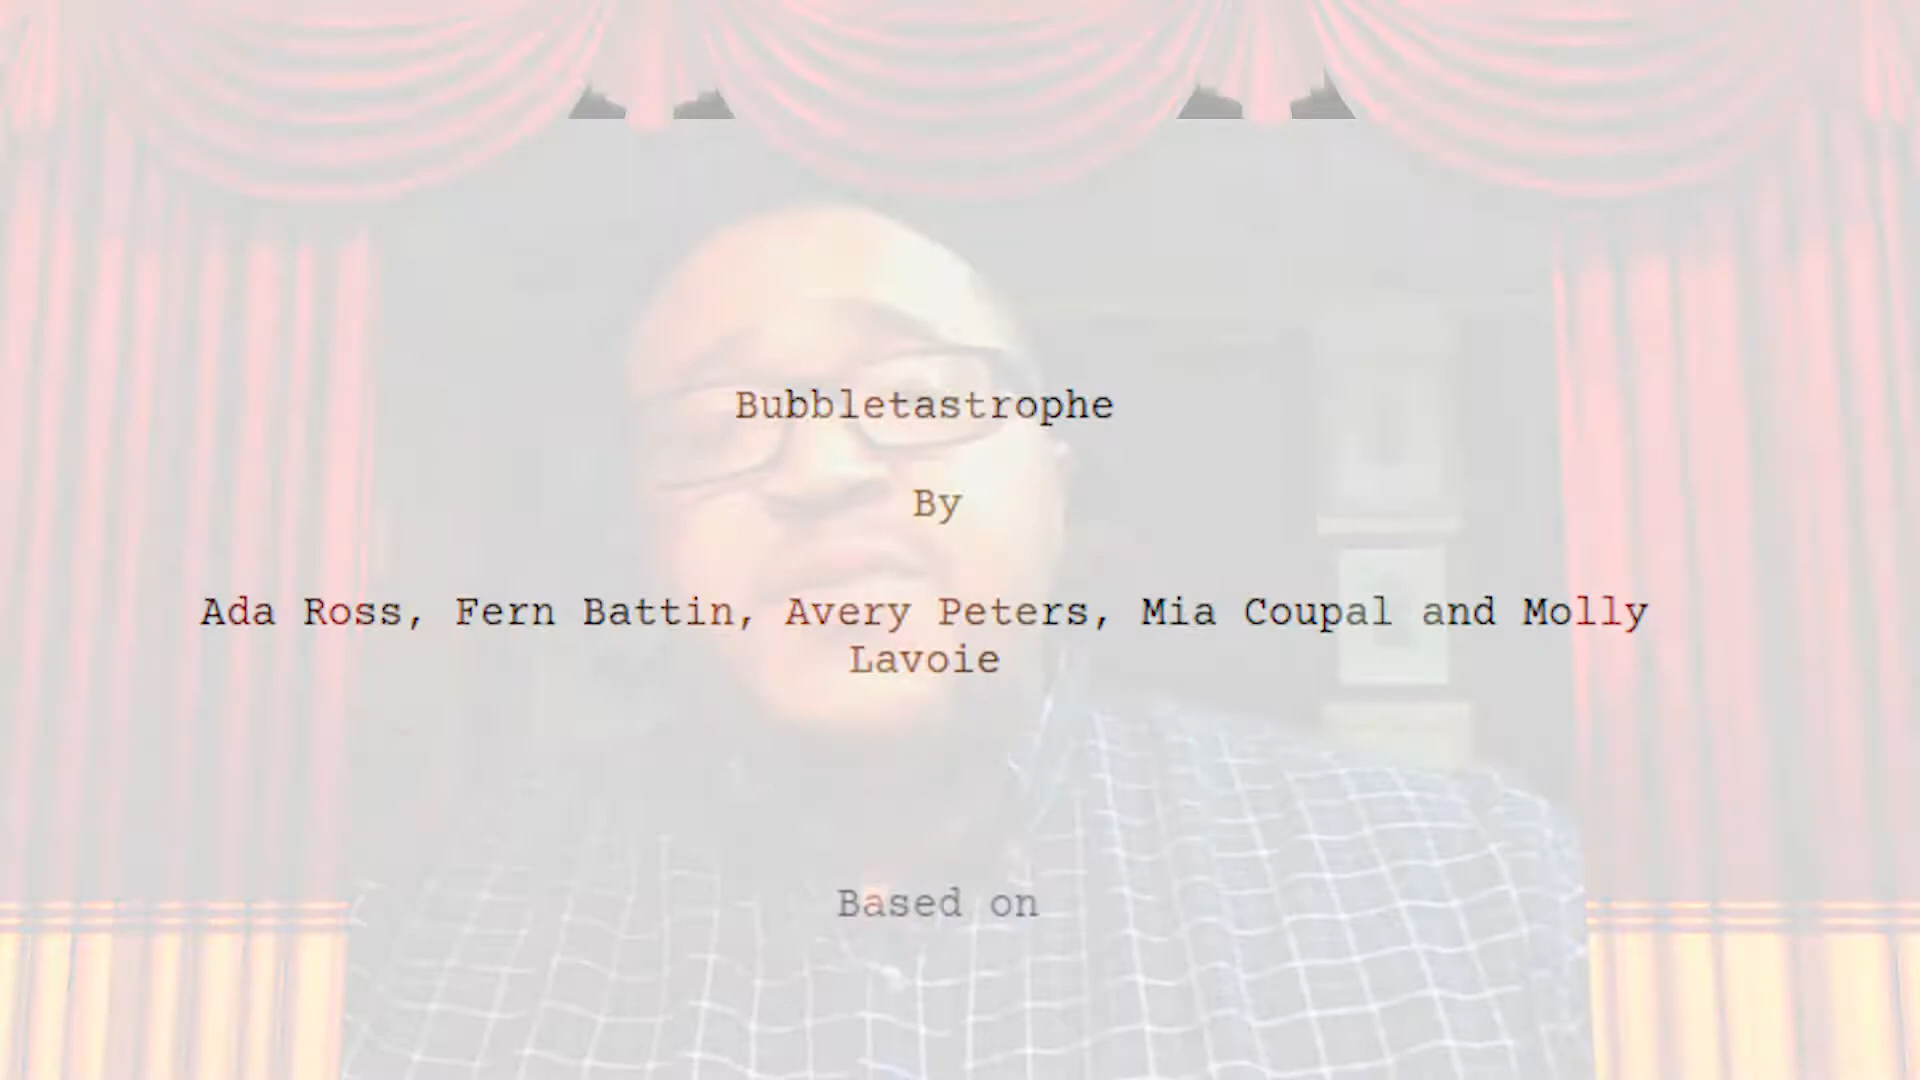 Bubbletastrophe
By
Ada Ross, Fern Battin, Avery Peters, Mia Coupal and Molly
Lavoie
Based on